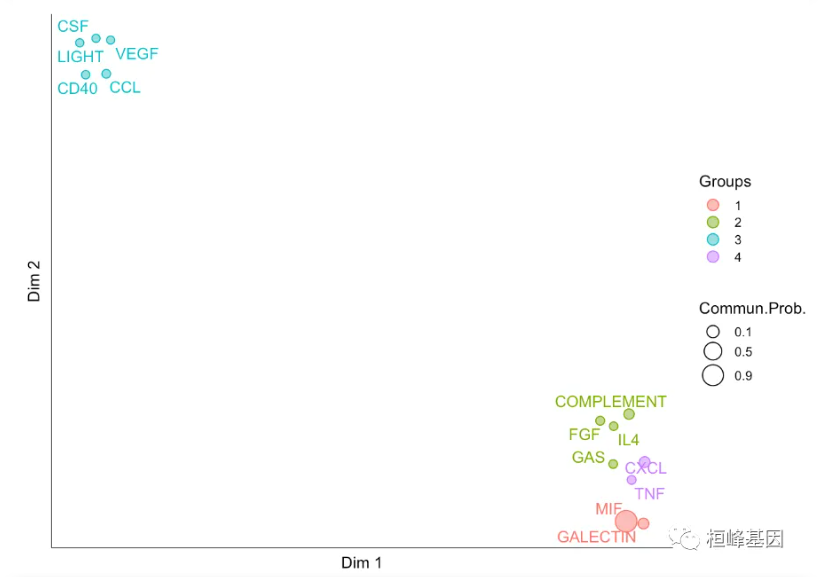 CSF
LIGHT
VEGF
CD40
CCL
Dim 2
Groups
1
2
3
4
Commun.Prob.
0.1
0.5
0.9
COMPLEMENT
FGF
IL4
GAS
CXCL
TNF
MIF
GALECTIN
桓峰基因
Dim 1